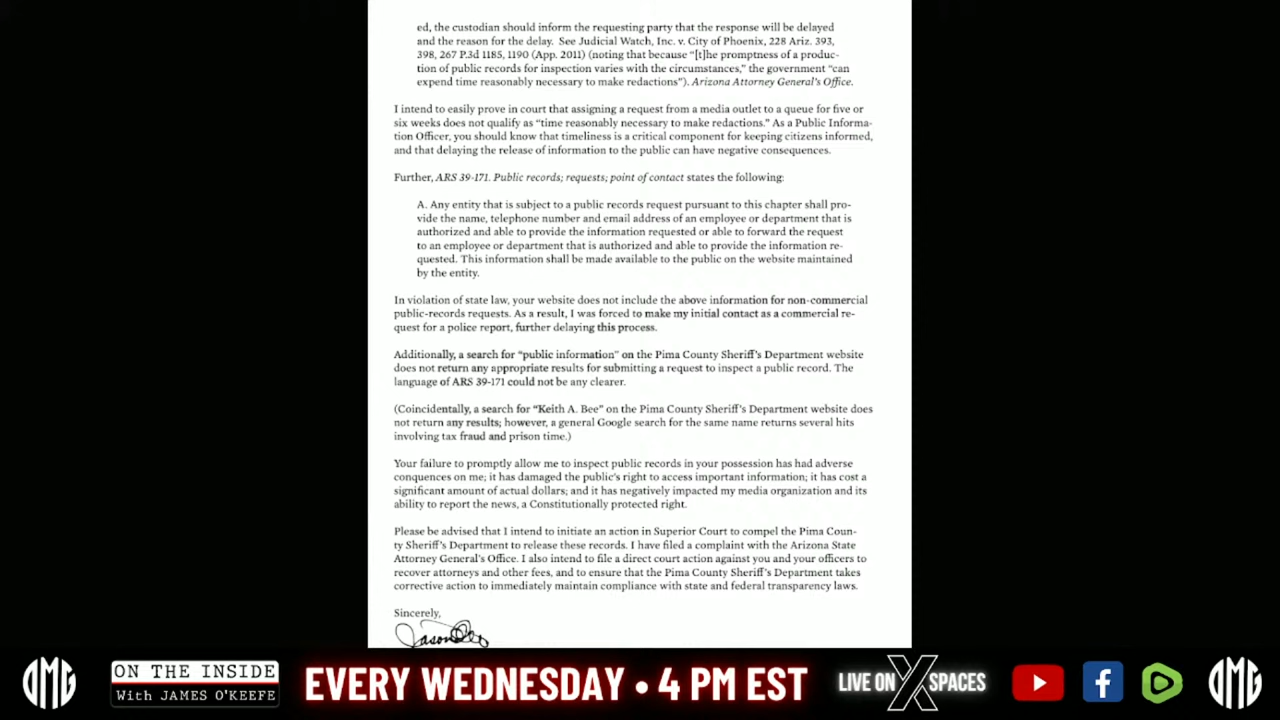 ed, the custodian should inform the requesting party that the response will be delayed
and the reason for the delay. See Judicial Watch, Inc. v. City of Phoenix, 228 Ariz. 393,
398, 267 P.3d 1185, 1190 (App. 2011) (noting that because “[t]he promptness of a produc-
tion of public records for inspection varies with the circumstances,” the government “can
expend time reasonably necessary to make redactions”). Arizona Attorney General’s Office.
I intend to easily prove in court that assigning a request from a media outlet to a queue for five or
six weeks does not qualify as “time reasonably necessary to make redactions.” As a Public Informa-
tion Officer, you should know that timeliness is a critical component for keeping citizens informed,
and that delaying the release of information to the public can have negative consequences.
Further, ARS 39-171. Public records; requests; point of contact states the following:
A. Any entity that is subject to a public records request pursuant to this chapter shall pro-
vide the name, telephone number and email address of an employee or department that is
authorized and able to provide the information requested or able to forward the request
to an employee or department that is authorized and able to provide the information re-
quested. This information shall be made available to the public on the website maintained
by the entity.
In violation of state law, your website does not include the above information for non-commercial
public-records requests. As a result, I was forced to make my initial contact as a commercial re-
quest for a police report, further delaying this process.
Additionally, a search for “public information” on the Pima County Sheriff’s Department website
does not return any appropriate results for submitting a request to inspect a public record. The
language of ARS 39-171 could not be any clearer.
(Coincidentally, a search for “Keith A. Bee” on the Pima County Sheriff’s Department website does
not return any results; however, a general Google search for the same name returns several hits
involving tax fraud and prison time.)
Your failure to promptly allow me to inspect public records in your possession has had adverse
conquences on me; it has damaged the public’s right to access important information; it has cost a
significant amount of actual dollars; and it has negatively impacted my media organization and its
ability to report the news, a Constitutionally protected right.
Please be advised that I intend to initiate an action in Superior Court to compel the Pima Coun-
ty Sheriff’s Department to release these records. I have filed a complaint with the Arizona State
Attorney General’s Office. I also intend to file a direct court action against you and your officers to
recover attorneys and other fees, and to ensure that the Pima County Sheriff’s Department takes
corrective action to immediately maintain compliance with state and federal transparency laws.
Sincerely,
Jason
OMG
ON THE INSIDE
With JAMES O'KEEFE
EVERY WEDNESDAY • 4 PM EST
LIVE ON X SPACES
OMG